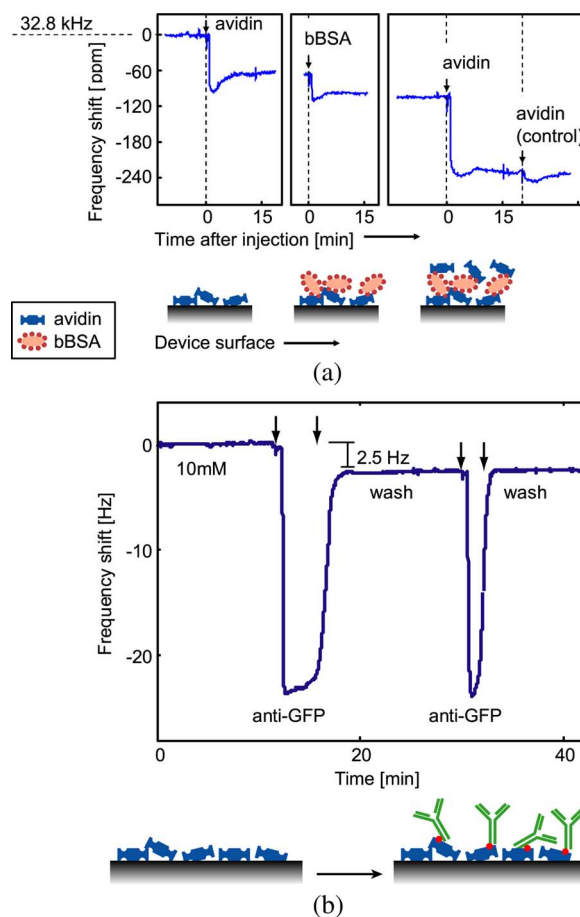 32.8 kHz
Frequency shift [ppm]
0
-60
-120
-180
-240
avidin
bBSA
avidin
avidin
(control)
0 15
0 15
0 15
Time after injection [min]
avidin
bBSA
Device surface
(a)
Frequency shift [Hz]
0
-10
-20
10mM
2.5 Hz
wash
wash
anti-GFP
anti-GFP
0 20 40
Time [min]
(b)